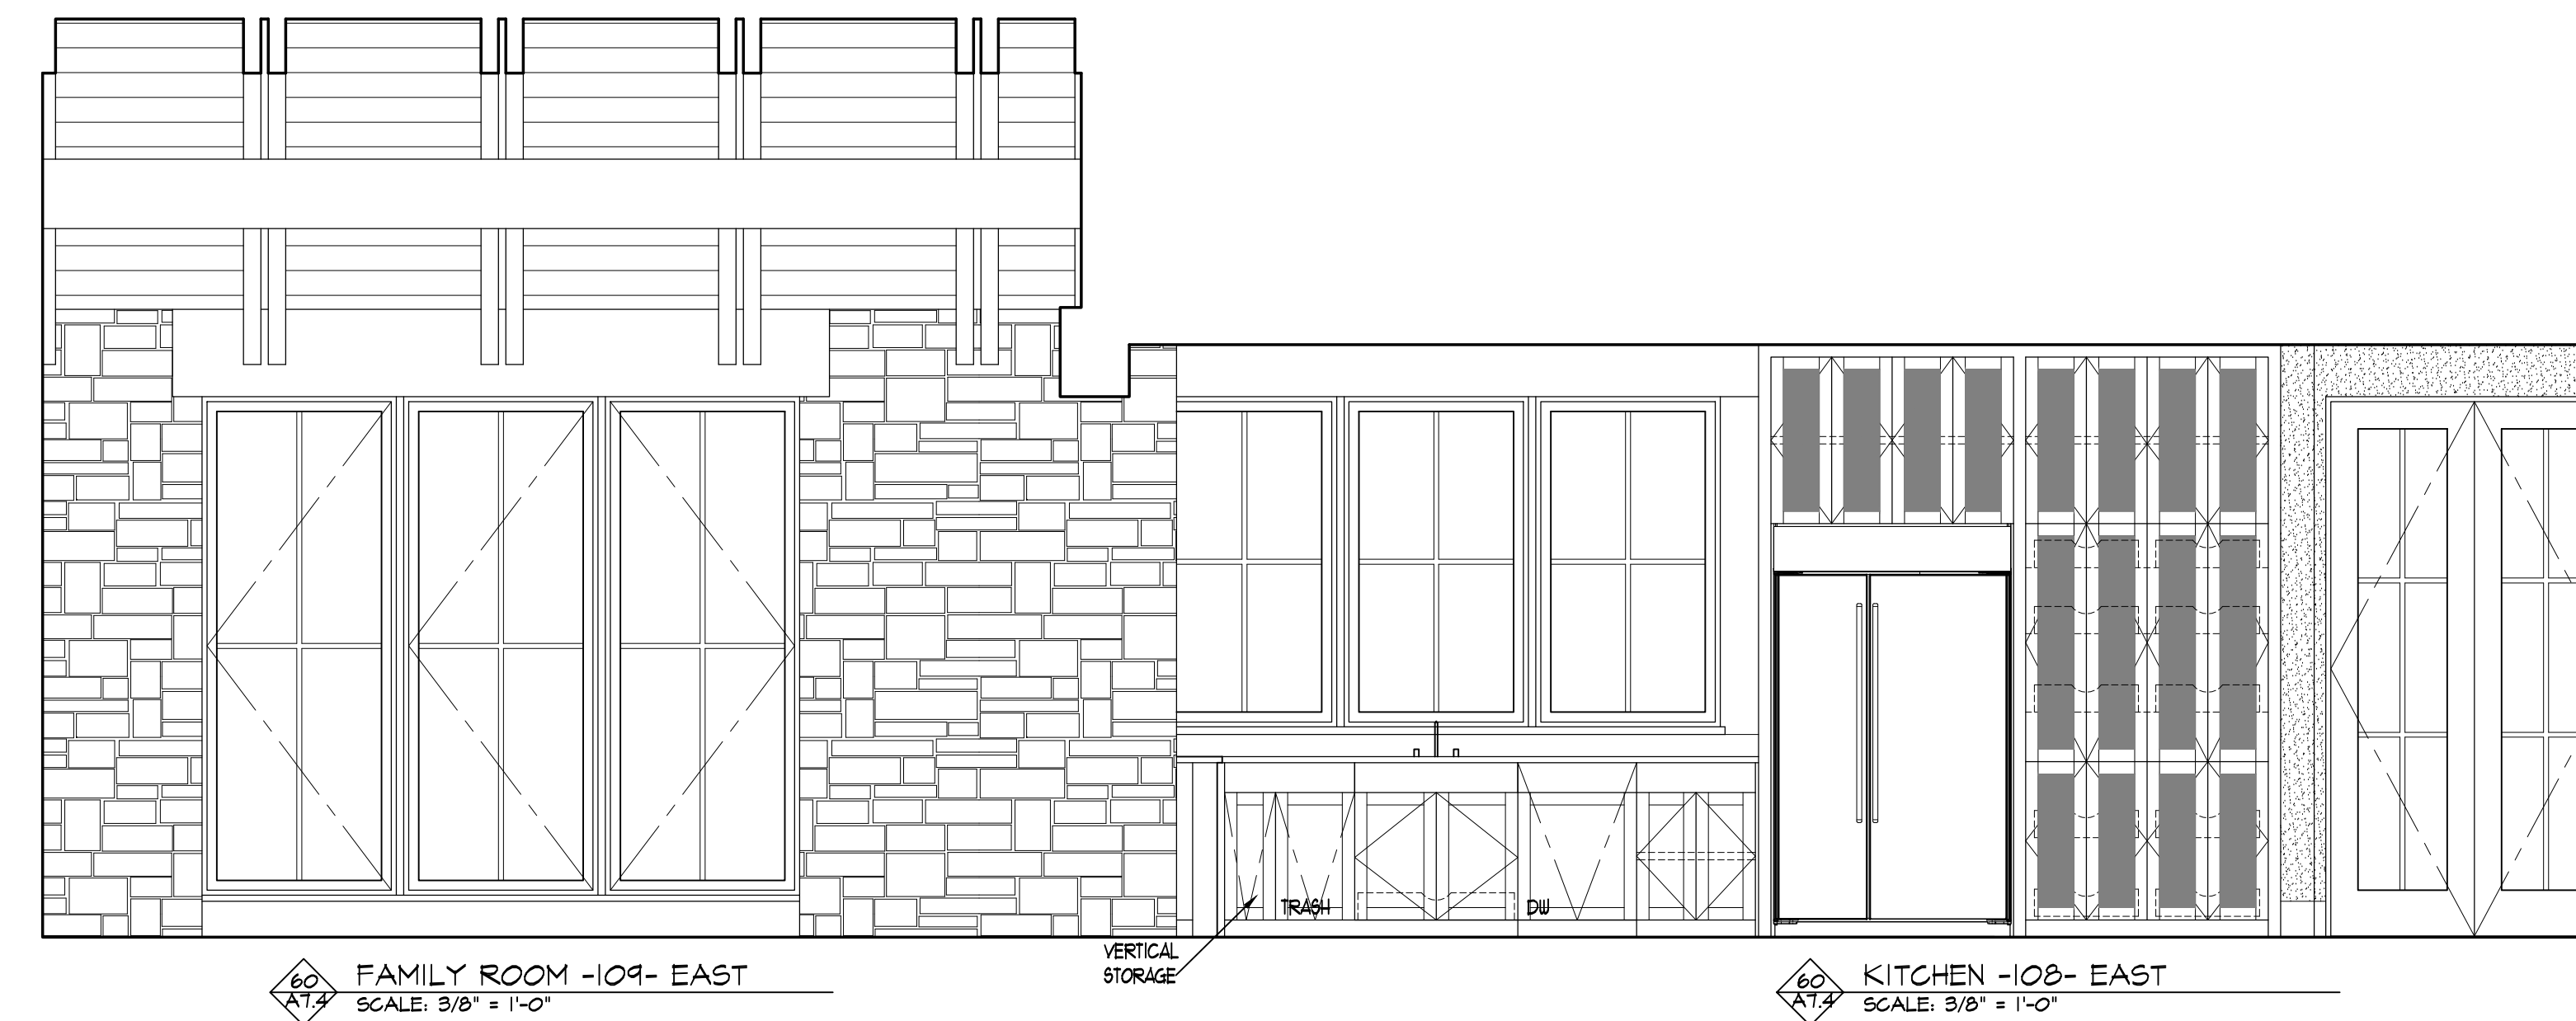 TRASH
DW
VERTICAL
STORAGE
60
A7.4
FAMILY ROOM -109- EAST
SCALE: 3/8" = 1'-0"
60
A7.4
KITCHEN -108- EAST
SCALE: 3/8" = 1'-0"